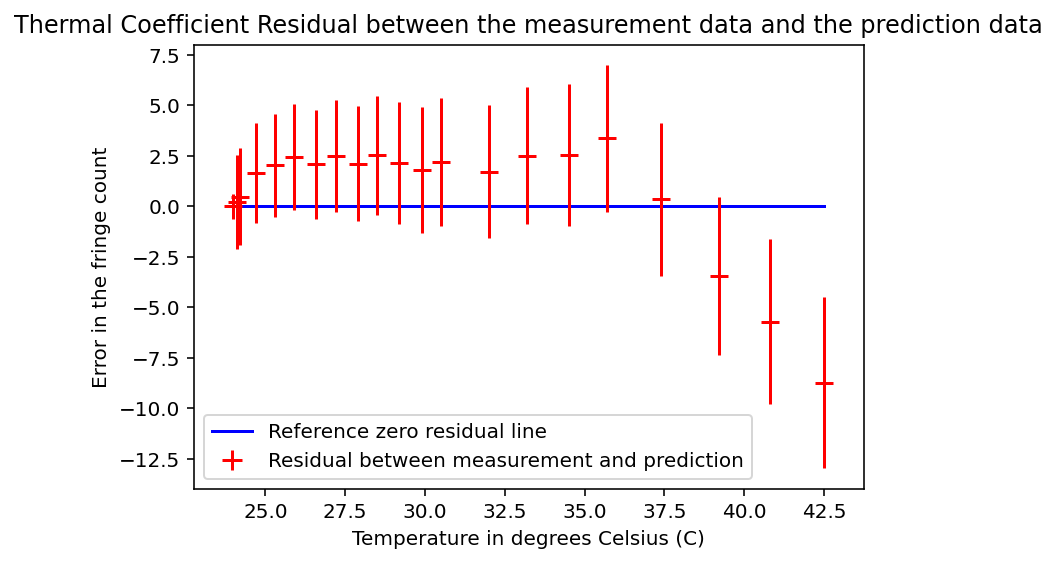 Thermal Coefficient Residual between the measurement data and the prediction data
7.5
5.0
2.5
0.0
−2.5
−5.0
−7.5
−10.0
−12.5
Error in the fringe count
Reference zero residual line
Residual between measurement and prediction
25.0 27.5 30.0 32.5 35.0 37.5 40.0 42.5
Temperature in degrees Celsius (C)